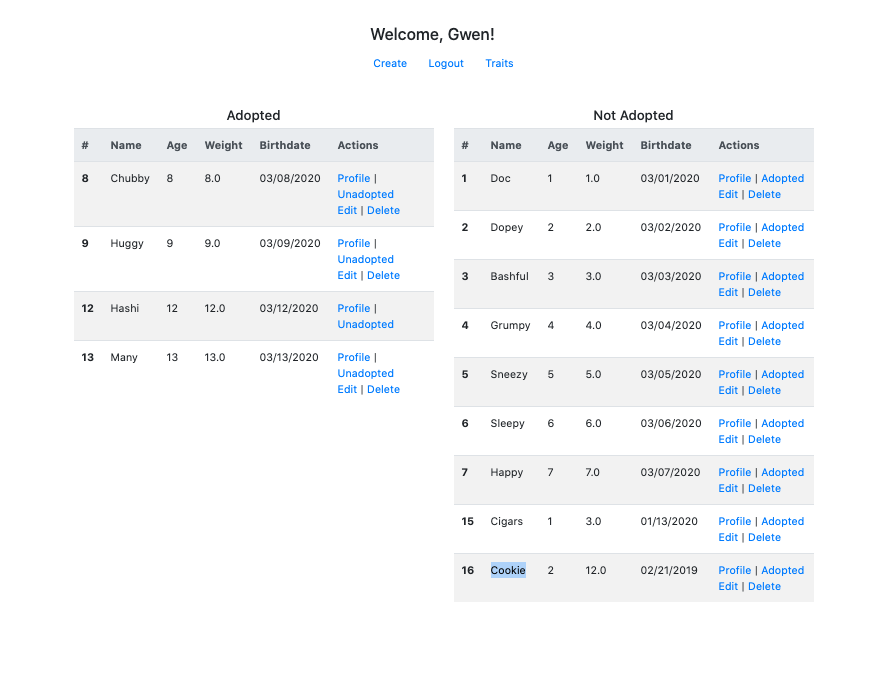 Welcome, Gwen!
Create Logout Traits
Adopted
# Name Age Weight Birthdate Actions
8 Chubby 8 8.0 03/08/2020 Profile |
Unadopted
Edit | Delete
9 Huggy 9 9.0 03/09/2020 Profile |
Unadopted
Edit | Delete
12 Hashi 12 12.0 03/12/2020 Profile |
Unadopted
13 Many 13 13.0 03/13/2020 Profile |
Unadopted
Edit | Delete
Not Adopted
# Name Age Weight Birthdate Actions
1 Doc 1 1.0 03/01/2020 Profile | Adopted
Edit | Delete
2 Dopey 2 2.0 03/02/2020 Profile | Adopted
Edit | Delete
3 Bashful 3 3.0 03/03/2020 Profile | Adopted
Edit | Delete
4 Grumpy 4 4.0 03/04/2020 Profile | Adopted
Edit | Delete
5 Sneezy 5 5.0 03/05/2020 Profile | Adopted
Edit | Delete
6 Sleepy 6 6.0 03/06/2020 Profile | Adopted
Edit | Delete
7 Happy 7 7.0 03/07/2020 Profile | Adopted
Edit | Delete
15 Cigars 1 3.0 01/13/2020 Profile | Adopted
Edit | Delete
16 Cookie 2 12.0 02/21/2019 Profile | Adopted
Edit | Delete